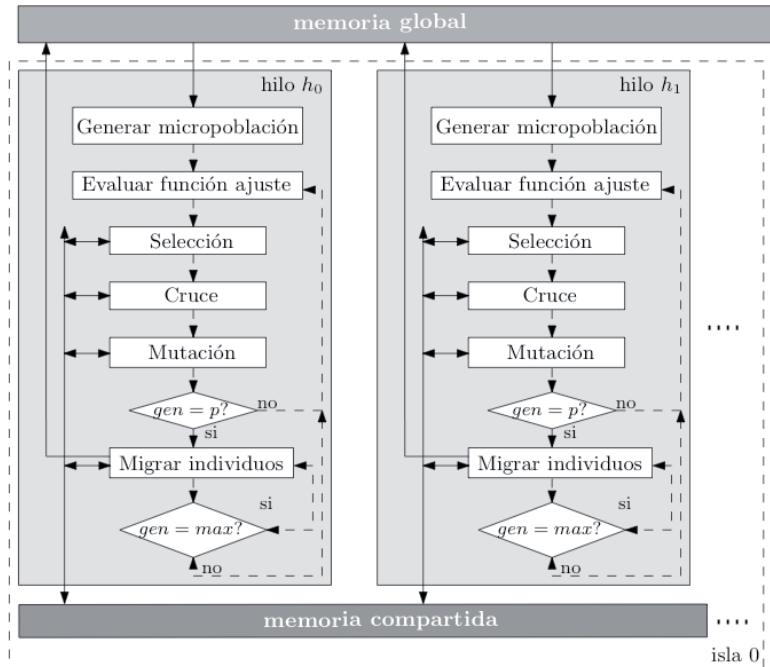 memoria global
hilo h₀
Generar micropoblación
Evaluar función ajuste
Selección
Cruce
Mutación
gen = p?
no
si
Migrar individuos
si
gen = max?
no
hilo h₁
Generar micropoblación
Evaluar función ajuste
Selección
Cruce
Mutación
gen = p?
no
si
Migrar individuos
si
gen = max?
no
....
memoria compartida
....
isla 0